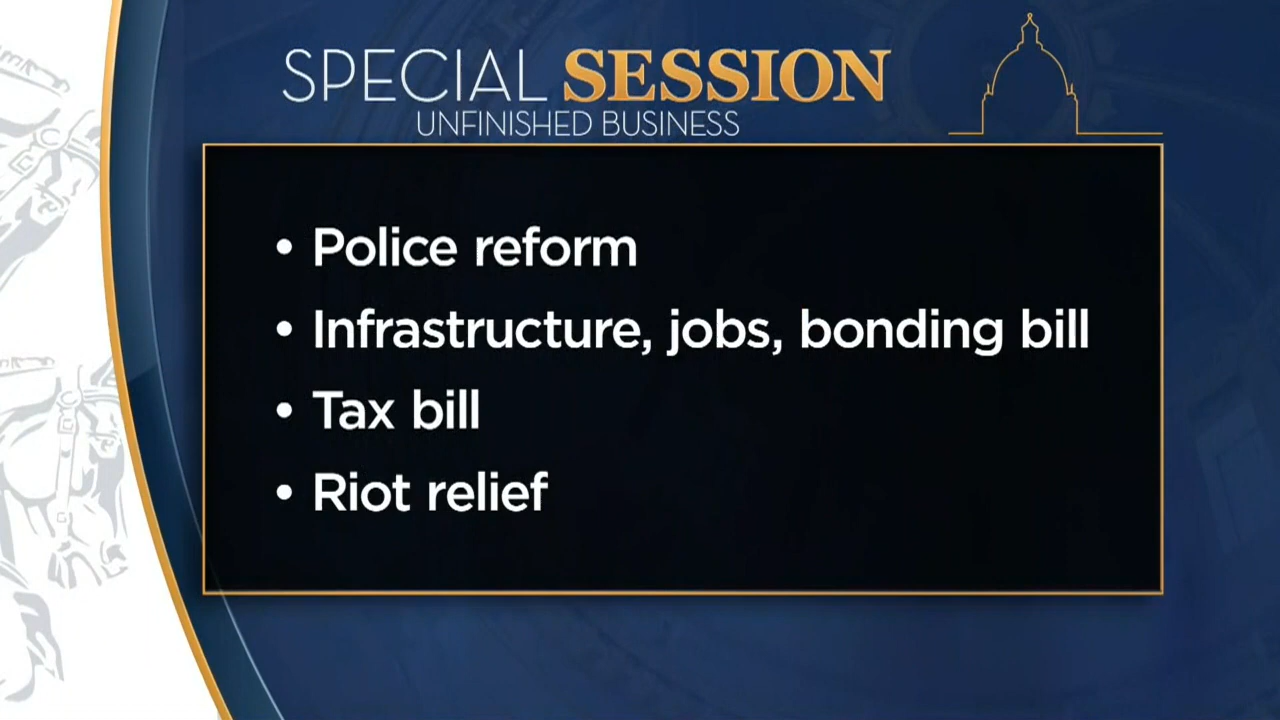 SPECIAL SESSION
UNFINISHED BUSINESS
• Police reform
• Infrastructure, jobs, bonding bill
• Tax bill
• Riot relief